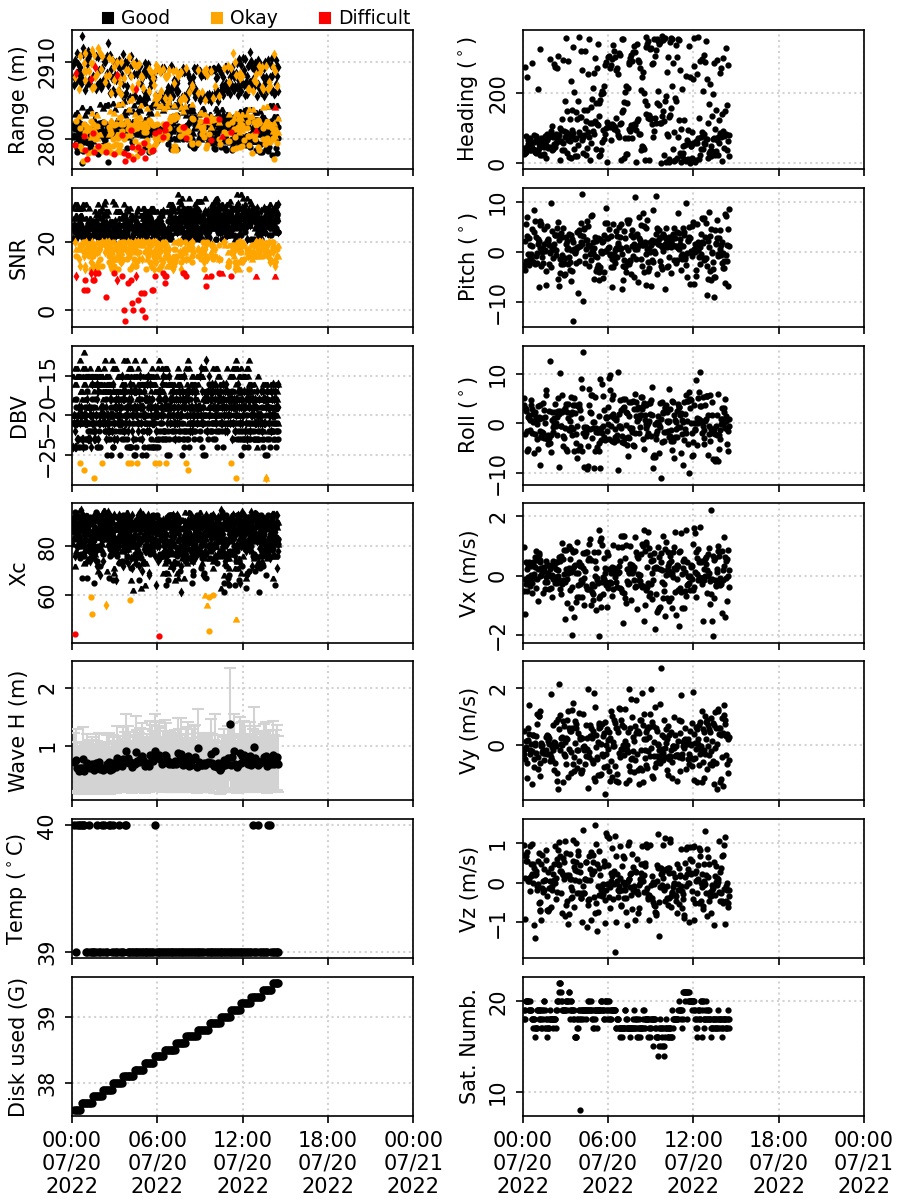 Good Okay Difficult
Range (m)
2910
2800
Heading (°)
200
0
SNR
20
0
Pitch (°)
10
0
−10
DBV
−15
−20
−25
Roll (°)
10
0
−10
Xc
80
60
Vx (m/s)
2
0
−2
Wave H (m)
2
1
Vy (m/s)
2
0
Temp (°C)
40
39
Vz (m/s)
1
0
−1
Disk used (G)
39
38
Sat. Numb.
20
10
00:00 06:00 12:00 18:00 00:00
07/20 07/20 07/20 07/20 07/21
2022 2022 2022 2022 2022
00:00 06:00 12:00 18:00 00:00
07/20 07/20 07/20 07/20 07/21
2022 2022 2022 2022 2022